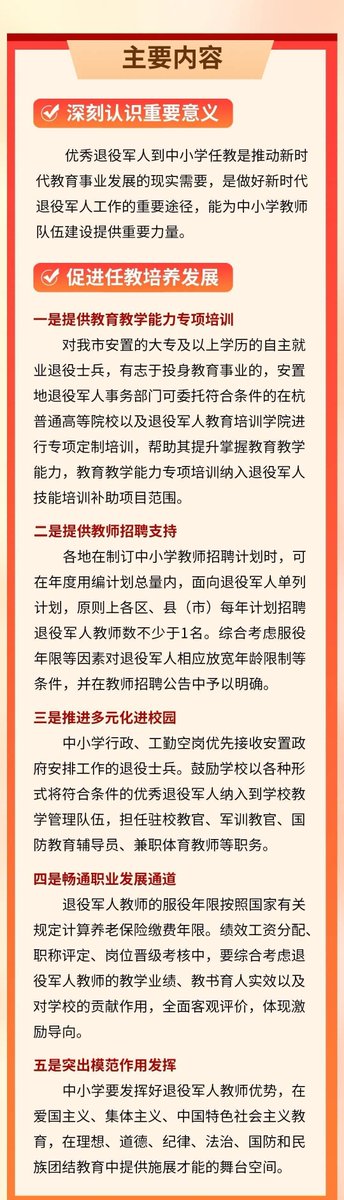 主要内容
深刻认识重要意义
优秀退役军人到中小学任教是推动新时
代教育事业发展的现实需要，是做好新时代
退役军人工作的重要途径，能为中小学教师
队伍建设提供重要力量。
促进任教培养发展
一是提供教育教学能力专项培训
对我市安置的大专及以上学历的自主就
业退役士兵，有志于投身教育事业的，安置
地退役军人事务部门可委托符合条件的在杭
普通高等院校以及退役军人教育培训学院进
行专项定制培训，帮助其提升掌握教育教学
能力，教育教学能力专项培训纳入退役军人
技能培训补助项目范围。
二是提供教师招聘支持
各地在制订中小学教师招聘计划时，可
在年度用编计划总量内，面向退役军人单列
计划，原则上各区、县（市）每年计划招聘
退役军人教师数不少于1名。综合考虑服役
年限等因素对退役军人相应放宽年龄限制等
条件，并在教师招聘公告中予以明确。
三是推进多元化进校园
中小学行政、工勤空岗优先接收安置政
府安排工作的退役士兵。鼓励学校以各种形
式将符合条件的优秀退役军人纳入到学校教
学管理队伍，担任驻校教官、军训教官、国
防教育辅导员、兼职体育教师等职务。
四是畅通职业发展通道
退役军人教师的服役年限按照国家有关
规定计算养老保险缴费年限。绩效工资分配、
职称评定、岗位晋级考核中，要综合考虑退
役军人教师的教学业绩、教书育人实效以及
对学校的贡献作用，全面客观评价，体现激
励导向。
五是突出模范作用发挥
中小学要发挥好退役军人教师优势，在
爱国主义、集体主义、中国特色社会主义教
育，在理想、道德、纪律、法治、国防和民
族团结教育中提供施展才能的舞台空间。